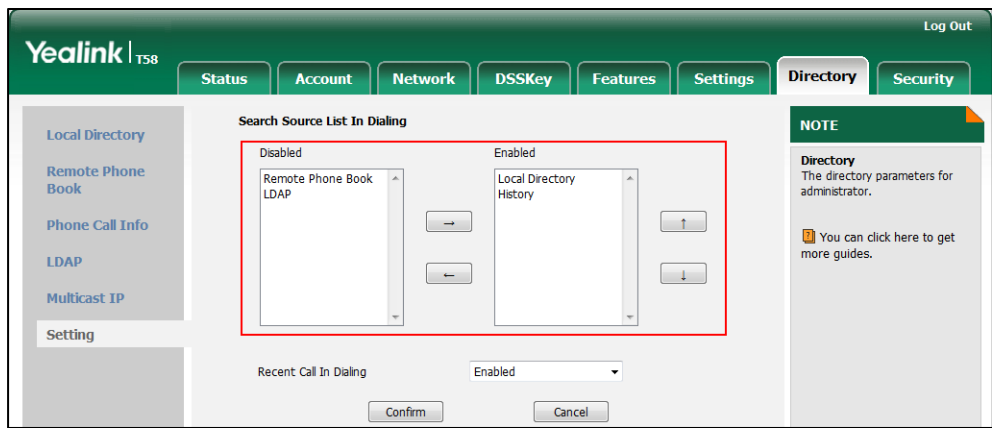 Log Out
Yealink T58
Status Account Network DSSKey Features Settings Directory Security
Local Directory
Remote Phone
Book
Phone Call Info
LDAP
Multicast IP
Setting
Search Source List In Dialing
Disabled Enabled
Remote Phone Book
LDAP
Local Directory
History
→
←
↑
↓
Recent Call In Dialing Enabled
Confirm Cancel
NOTE
Directory
The directory parameters for
administrator.
You can click here to get
more guides.